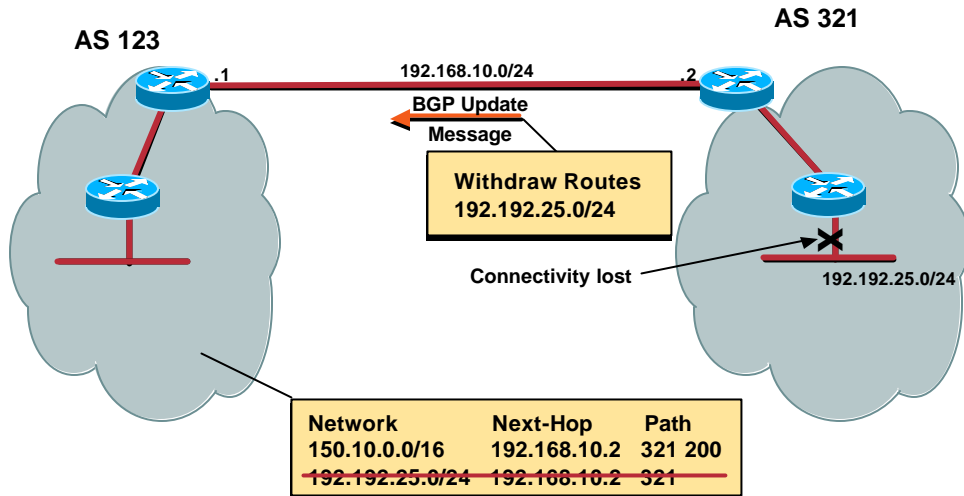 AS 123
AS 321
.1
192.168.10.0/24
.2
BGP Update
Message
Withdraw Routes
192.192.25.0/24
Connectivity lost
192.192.25.0/24
Network Next-Hop Path
150.10.0.0/16 192.168.10.2 321 200
192.192.25.0/24 192.168.10.2 321